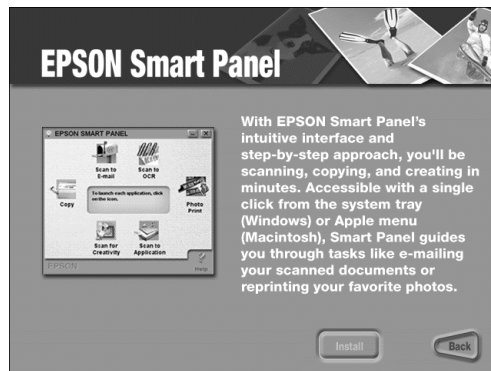 EPSON Smart Panel
EPSON SMART PANEL
Scan to
E-mail
Scan to
OCR
Copy
To launch each application, click
on the icon.
Photo
Print
Scan for
Creativity
Scan to
Application
EPSON
Help
With EPSON Smart Panel's
intuitive interface and
step-by-step approach, you'll be
scanning, copying, and creating in
minutes. Accessible with a single
click from the system tray
(Windows) or Apple menu
(Macintosh), Smart Panel guides
you through tasks like e-mailing
your scanned documents or
reprinting your favorite photos.
Install
Back